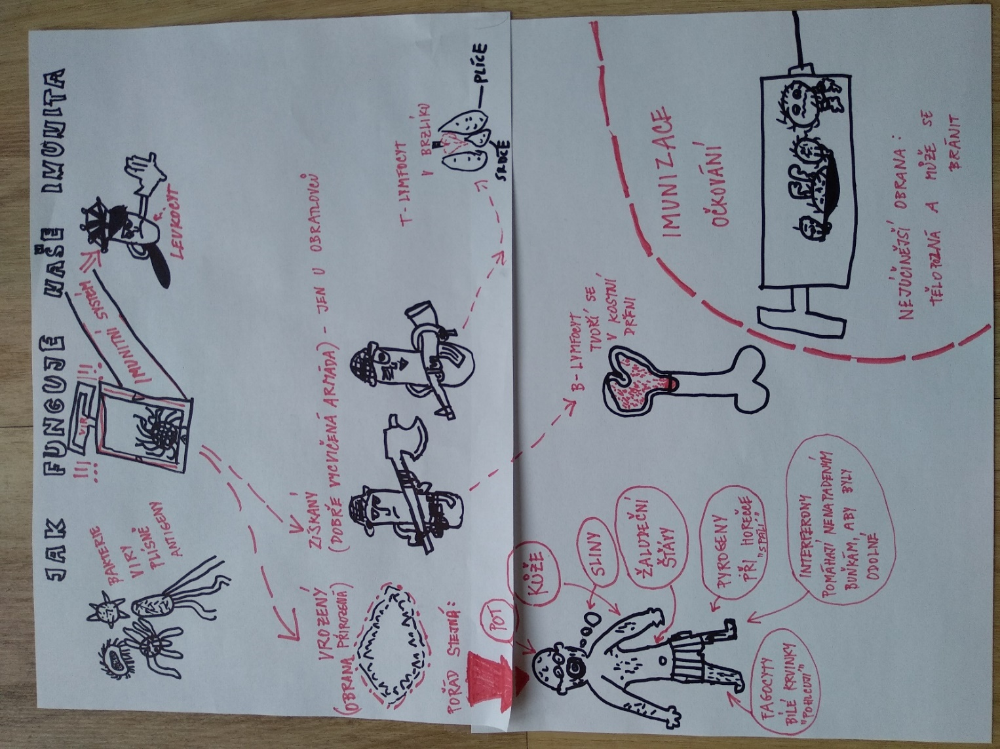 JAK FUNGUJE NAŠE IMUNITA
BAKTERIE
VIRY
PLÍSNĚ
ANTIGENY
!!! VIR !!!
IMUNITNÍ SYSTÉM
LEUKOCYT
VROZENÝ
(OBRANA PŘIROZENÁ)
POŘÁD STEJNÁ:
ZÍSKANÝ
(DOBŘE VYCVIČENÁ ARMÁDA) - JEN U OBRATLOVCŮ
T-LYMFOCYT
V BRZLÍKU
PLÍCE
SRDCE
B-LYMFOCYT
TVOŘÍ SE
V KOSTNÍ
DŘENI
POT
KŮŽE
SLINY
ŽALUDEČNÍ
ŠŤÁVY
PYROGENY
PŘI HOREČCE
"SPÁLÍ"
INTERFERONY
POMÁHAJÍ NENAPADENÝM
BUŇKÁM, ABY BYLY
ODOLNÉ
FAGOCYTY
BÍLÉ KRVINKY
"POHLCUJÍ"
IMUNIZACE
OČKOVÁNÍ
NEJÚČINĚJŠÍ OBRANA:
TĚLO POZNÁ A MŮŽE SE
BRÁNIT